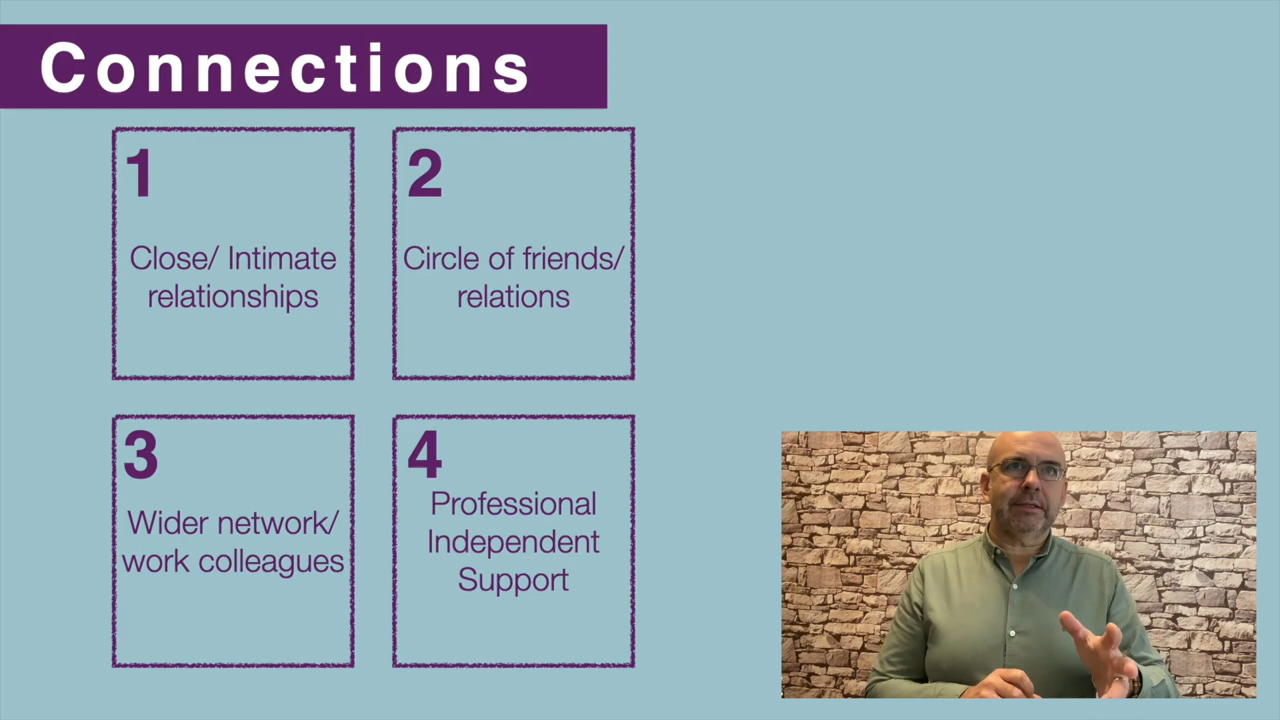 Connections
1
Close/ Intimate
relationships
2
Circle of friends/
relations
3
Wider network/
work colleagues
4
Professional
Independent
Support